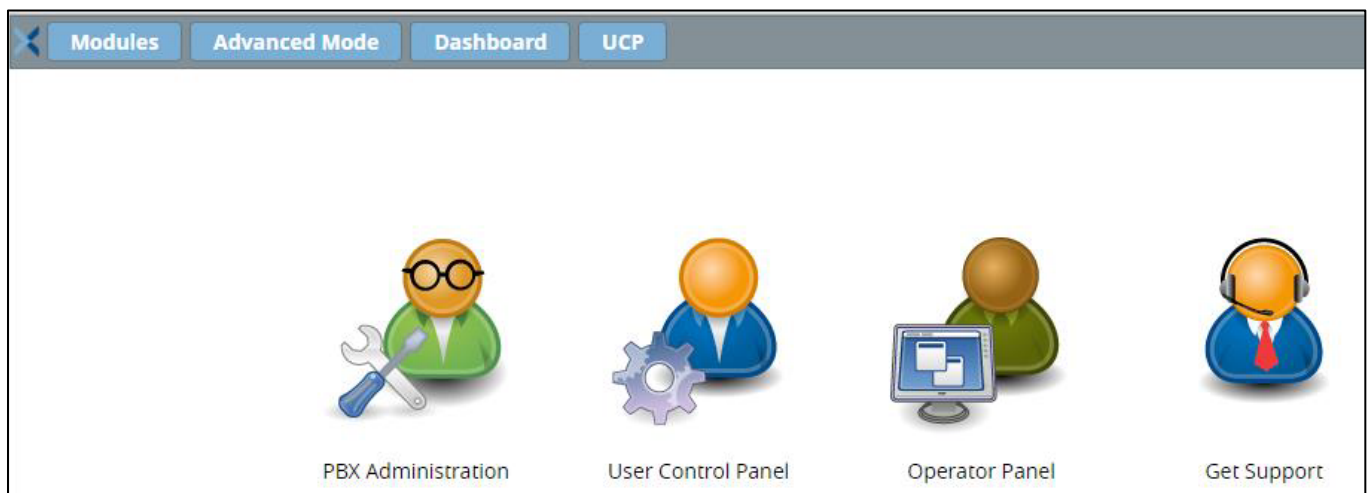 Modules Advanced Mode Dashboard UCP
PBX Administration User Control Panel Operator Panel Get Support